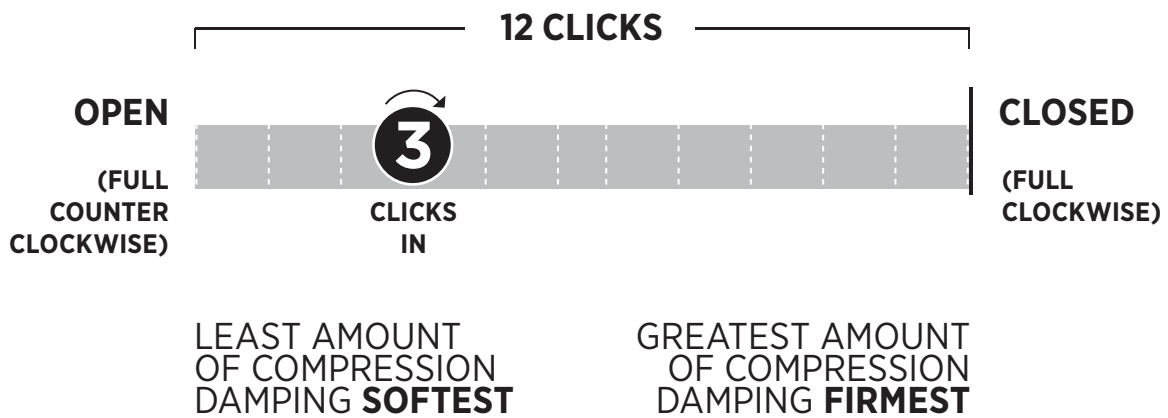 12 CLICKS
OPEN
(FULL
COUNTER
CLOCKWISE)
3
CLICKS
IN
CLOSED
(FULL
CLOCKWISE)
LEAST AMOUNT
OF COMPRESSION
DAMPING SOFTEST
GREATEST AMOUNT
OF COMPRESSION
DAMPING FIRMEST